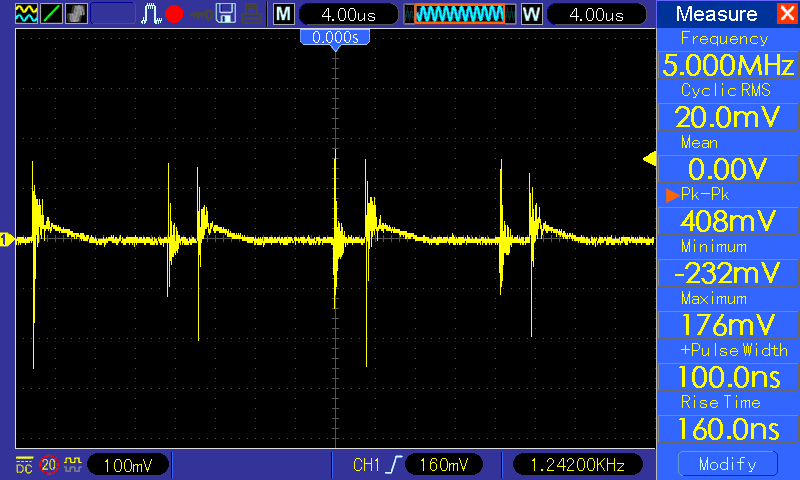 M 4.00us W 4.00us Measure
0.000s
Frequency
5.000MHz
Cyclic RMS
20.0mV
Mean
0.00V
Pk-Pk
408mV
Minimum
-232mV
Maximum
176mV
+Pulse Width
100.0ns
Rise Time
160.0ns
Modify
1
DC 20 100mV CH1 160mV 1.24200KHz